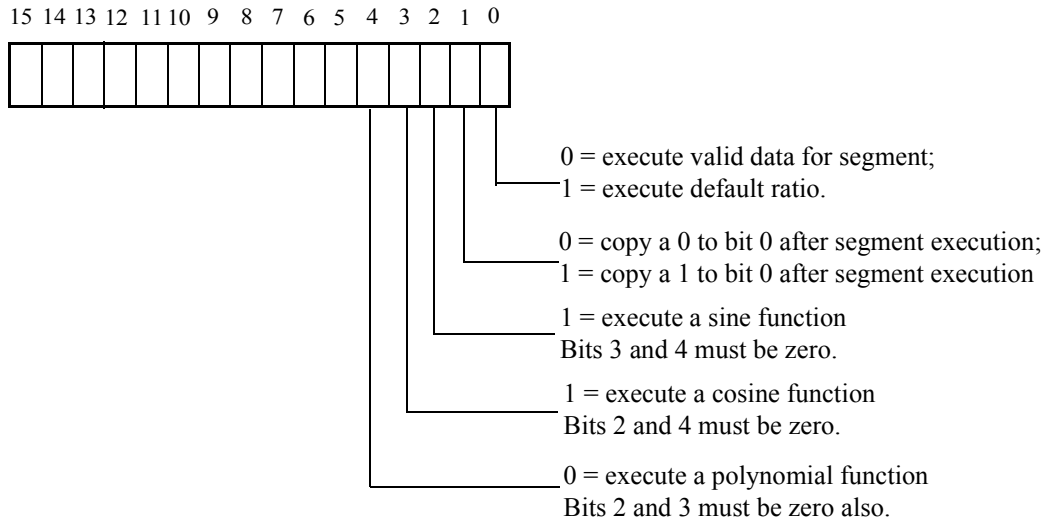 15 14 13 12 11 10 9 8 7 6 5 4 3 2 1 0
0 = execute valid data for segment;
1 = execute default ratio.
0 = copy a 0 to bit 0 after segment execution;
1 = copy a 1 to bit 0 after segment execution
1 = execute a sine function
Bits 3 and 4 must be zero.
1 = execute a cosine function
Bits 2 and 4 must be zero.
0 = execute a polynomial function
Bits 2 and 3 must be zero also.